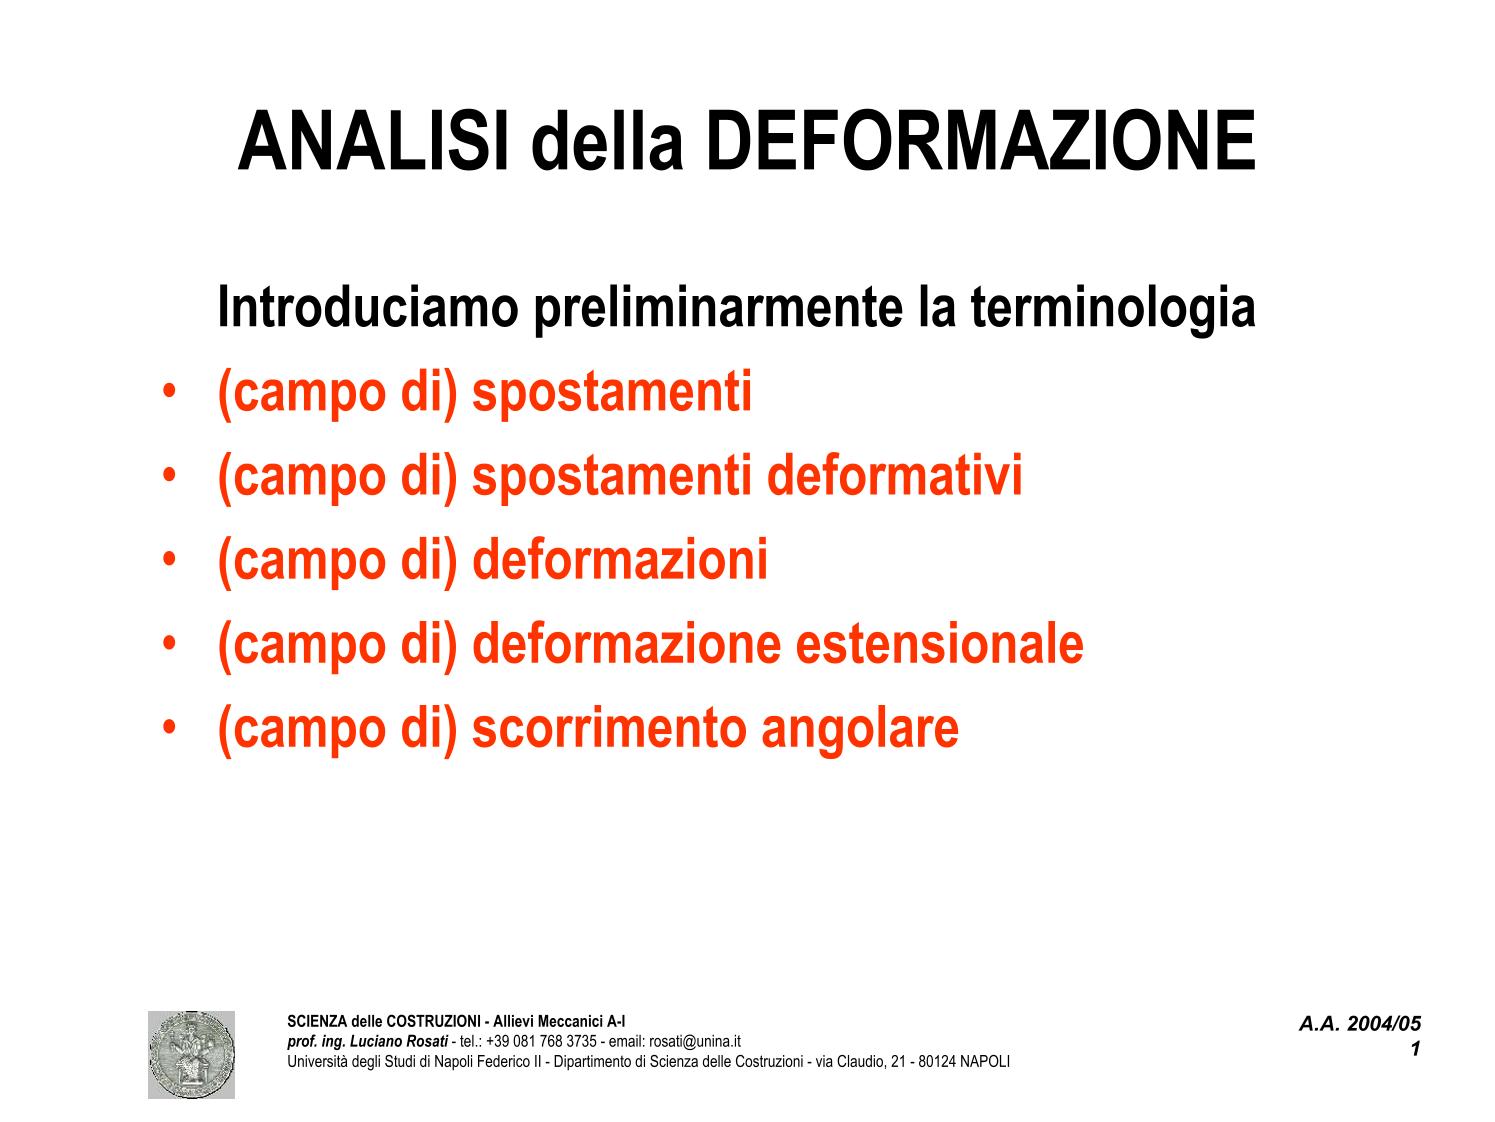 ANALISI della DEFORMAZIONE
Introduciamo preliminarmente la terminologia
• (campo di) spostamenti
• (campo di) spostamenti deformativi
• (campo di) deformazioni
• (campo di) deformazione estensionale
• (campo di) scorrimento angolare
SCIENZA delle COSTRUZIONI - Allievi Meccanici A-I
prof. ing. Luciano Rosati - tel.: +39 081 768 3735 - email: rosati@unina.it
Università degli Studi di Napoli Federico II - Dipartimento di Scienza delle Costruzioni - via Claudio, 21 - 80124 NAPOLI
A.A. 2004/05
1